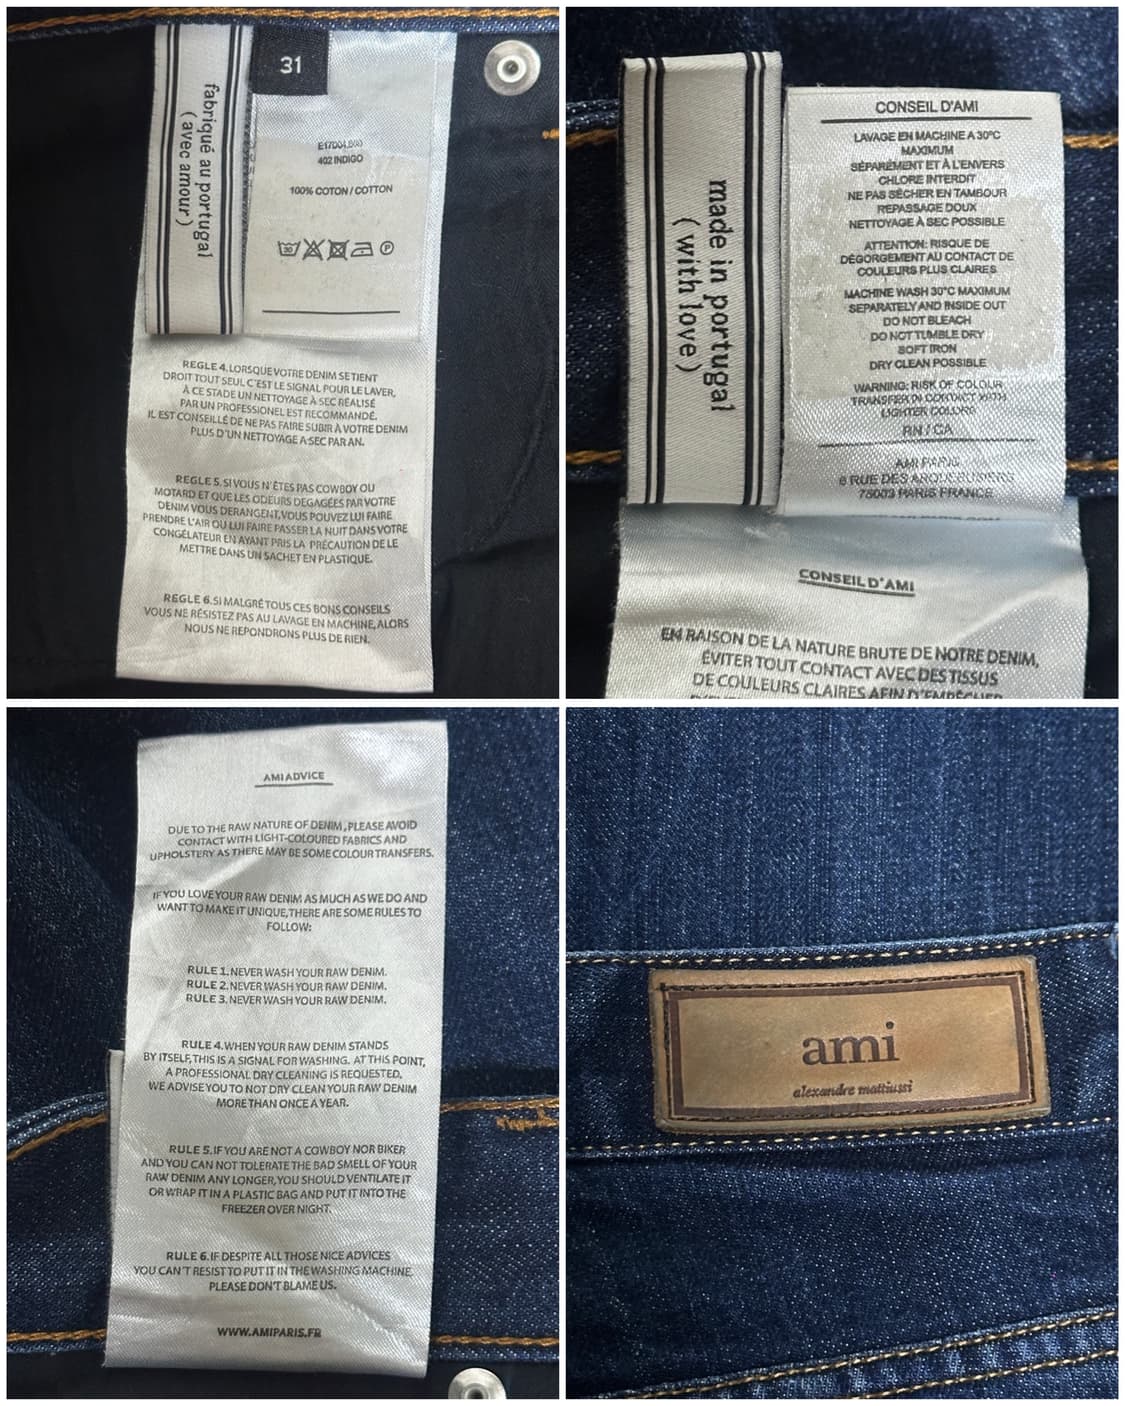 fabriqué au portugal
( avec amour )
31
402 INDIGO
100% COTON / COTTON
P
REGLE 4. LORSQUE VOTRE DENIM SE TIENT
DROIT TOUT SEUL C'EST LE SIGNAL POUR LE LAVER,
À CE STADE UN NETTOYAGE À SEC RÉALISÉ
PAR UN PROFESSIONEL EST RECOMMANDÉ.
IL EST CONSEILLÉ DE NE PAS FAIRE SUBIR À VOTRE DENIM
PLUS D'UN NETTOYAGE A SEC PAR AN.
REGLE 5. SI VOUS N'ÊTES PAS COWBOY OU
MOTARD ET QUE LES ODEURS DEGAGÉES PAR VOTRE
DENIM VOUS DERANGENT, VOUS POUVEZ LUI FAIRE
PRENDRE L'AIR OU LUI FAIRE PASSER LA NUIT DANS VOTRE
CONGÉLATEUR EN AYANT PRIS LA PRÉCAUTION DE LE
METTRE DANS UN SACHET EN PLASTIQUE.
REGLE 6. SI MALGRÉ TOUS CES BONS CONSEILS
VOUS NE RÉSISTEZ PAS AU LAVAGE EN MACHINE, ALORS
NOUS NE REPONDRONS PLUS DE RIEN.
made in portugal
( with love )
CONSEIL D'AMI
LAVAGE EN MACHINE A 30°C
MAXIMUM
SÉPARÉMENT ET À L'ENVERS
CHLORE INTERDIT
NE PAS SÉCHER EN TAMBOUR
REPASSAGE DOUX
NETTOYAGE À SEC POSSIBLE
ATTENTION: RISQUE DE
DÉGORGEMENT AU CONTACT DE
COULEURS PLUS CLAIRES
MACHINE WASH 30°C MAXIMUM
SEPARATELY AND INSIDE OUT
DO NOT BLEACH
DO NOT TUMBLE DRY
SOFT IRON
DRY CLEAN POSSIBLE
WARNING: RISK OF COLOUR
TRANSFER IN CONTACT WITH
LIGHTER COLORS
RN / CA
AMI PARIS
6 RUE DES ARQUEBUSIERS
75003 PARIS FRANCE
CONSEIL D'AMI
EN RAISON DE LA NATURE BRUTE DE NOTRE DENIM,
ÉVITER TOUT CONTACT AVEC DES TISSUS
DE COULEURS CLAIRES AFIN D'EMPÊCHER
AMI ADVICE
DUE TO THE RAW NATURE OF DENIM, PLEASE AVOID
CONTACT WITH LIGHT-COLOURED FABRICS AND
UPHOLSTERY AS THERE MAY BE SOME COLOUR TRANSFERS.
IF YOU LOVE YOUR RAW DENIM AS MUCH AS WE DO AND
WANT TO MAKE IT UNIQUE, THERE ARE SOME RULES TO
FOLLOW:
RULE 1. NEVER WASH YOUR RAW DENIM.
RULE 2. NEVER WASH YOUR RAW DENIM.
RULE 3. NEVER WASH YOUR RAW DENIM.
RULE 4. WHEN YOUR RAW DENIM STANDS
BY ITSELF, THIS IS A SIGNAL FOR WASHING. AT THIS POINT,
A PROFESSIONAL DRY CLEANING IS REQUESTED.
WE ADVISE YOU TO NOT DRY CLEAN YOUR RAW DENIM
MORE THAN ONCE A YEAR.
RULE 5. IF YOU ARE NOT A COWBOY NOR BIKER
AND YOU CAN NOT TOLERATE THE BAD SMELL OF YOUR
RAW DENIM ANY LONGER, YOU SHOULD VENTILATE IT
OR WRAP IT IN A PLASTIC BAG AND PUT IT INTO THE
FREEZER OVER NIGHT.
RULE 6. IF DESPITE ALL THOSE NICE ADVICES
YOU CAN'T RESIST TO PUT IT IN THE WASHING MACHINE,
PLEASE DON'T BLAME US.
WWW.AMIPARIS.FR
ami
alexandre mattiussi